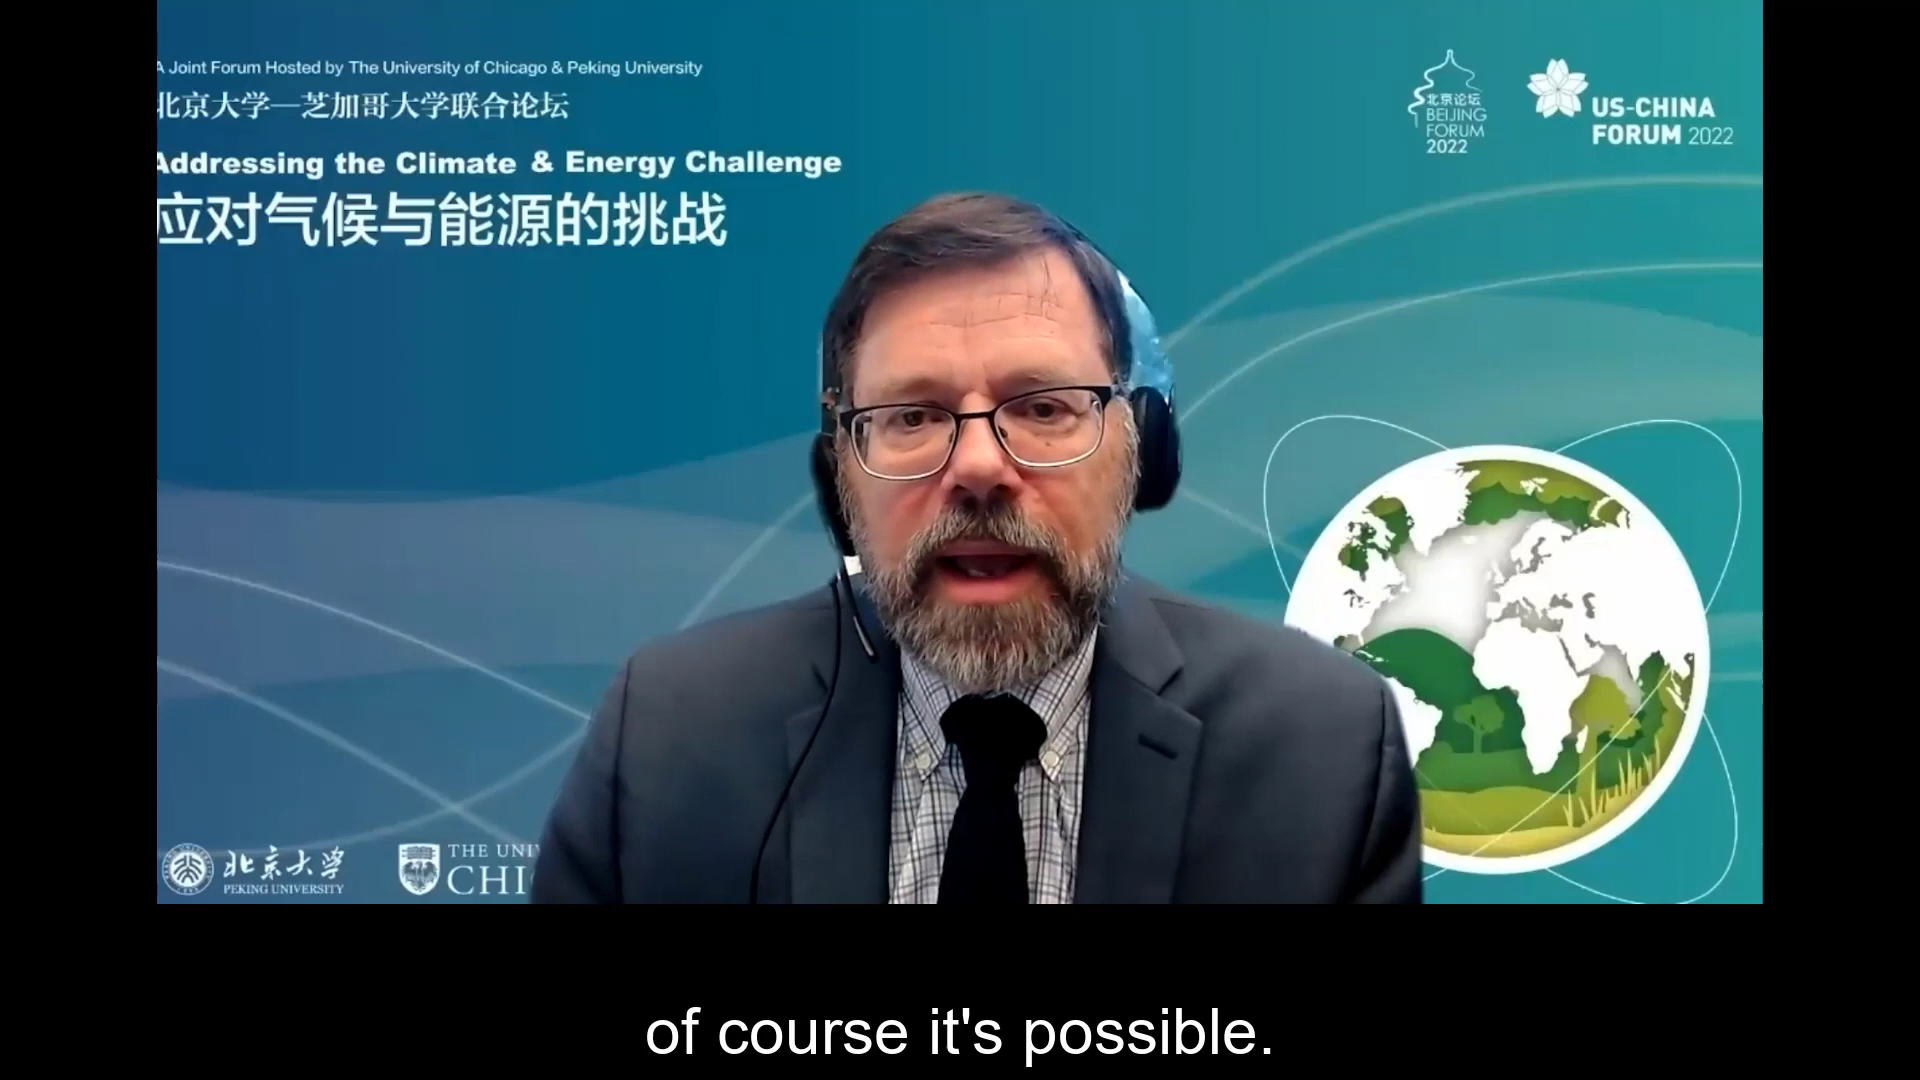 A Joint Forum Hosted by The University of Chicago & Peking University
北京大学—芝加哥大学联合论坛
Addressing the Climate & Energy Challenge
应对气候与能源的挑战
北京论坛
BEIJING
FORUM
2022
US-CHINA
FORUM 2022
北京大学
PEKING UNIVERSITY
THE UNI
CHI
of course it's possible.